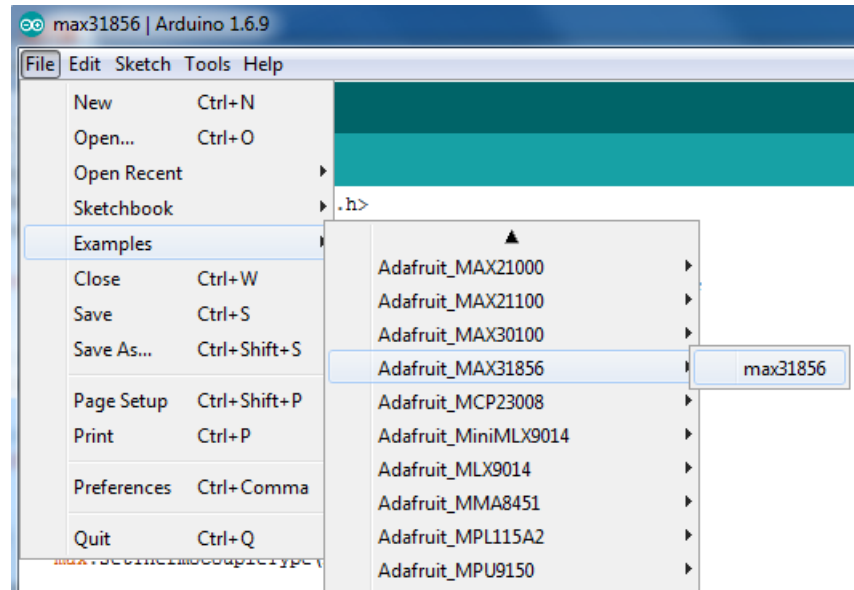 max31856 | Arduino 1.6.9
File Edit Sketch Tools Help
New Ctrl+N
Open... Ctrl+O
Open Recent
Sketchbook
.h>
Examples
Close Ctrl+W
Save Ctrl+S
Save As... Ctrl+Shift+S
Page Setup Ctrl+Shift+P
Print Ctrl+P
Preferences Ctrl+Comma
Quit Ctrl+Q
Adafruit_MAX21000
Adafruit_MAX21100
Adafruit_MAX30100
Adafruit_MAX31856
max31856
Adafruit_MCP23008
Adafruit_MiniMLX9014
Adafruit_MLX9014
Adafruit_MMA8451
Adafruit_MPL115A2
Adafruit_MPU9150
max.setThermocoupleType(